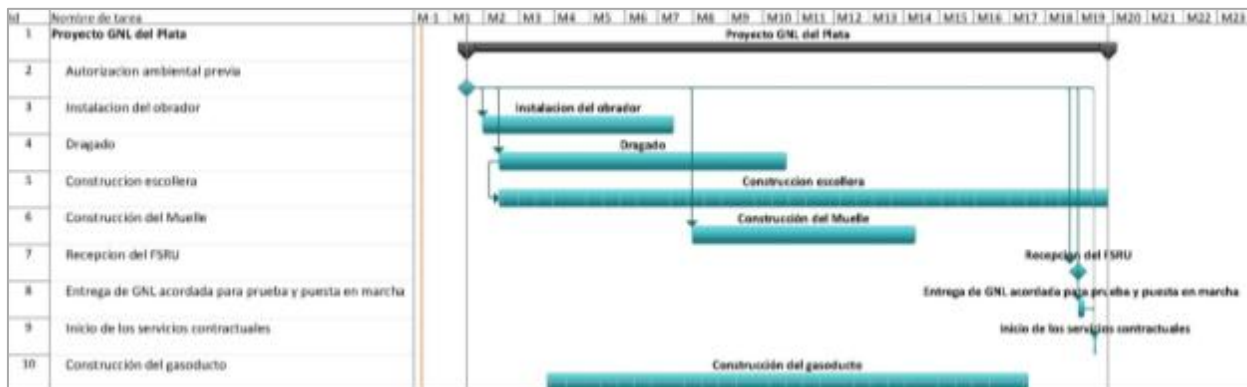 Id Nombre de tarea M-1 M1 M2 M3 M4 M5 M6 M7 M8 M9 M10 M11 M12 M13 M14 M15 M16 M17 M18 M19 M20 M21 M22 M23
1 Proyecto GNL del Plata Proyecto GNL del Plata
2 Autorizacion ambiental previa
3 Instalacion del obrador Instalacion del obrador
4 Dragado Dragado
5 Construccion escollera Construccion escollera
6 Construcción del Muelle Construcción del Muelle
7 Recepcion del FSRU Recepcion del FSRU
8 Entrega de GNL acordada para prueba y puesta en marcha Entrega de GNL acordada para prueba y puesta en marcha
9 Inicio de los servicios contractuales Inicio de los servicios contractuales
10 Construcción del gasoducto Construcción del gasoducto